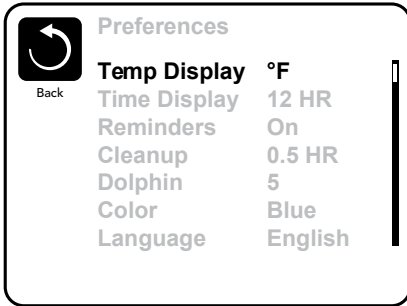 Preferences
Back
Temp Display °F
Time Display 12 HR
Reminders On
Cleanup 0.5 HR
Dolphin 5
Color Blue
Language English